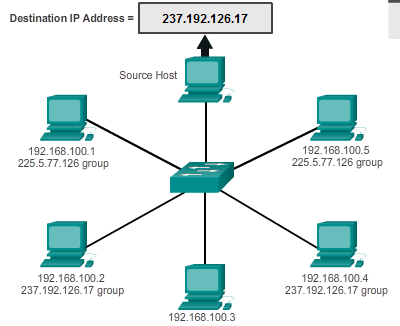 Destination IP Address = 237.192.126.17
Source Host
192.168.100.1
225.5.77.126 group
192.168.100.5
225.5.77.126 group
192.168.100.2
237.192.126.17 group
192.168.100.4
237.192.126.17 group
192.168.100.3